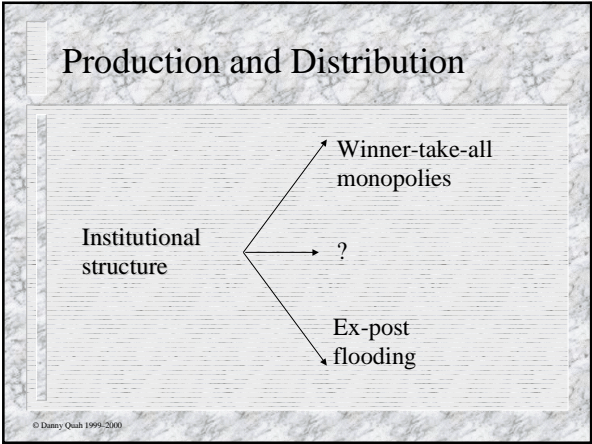 Production and Distribution
Winner-take-all
monopolies
Institutional
structure
?
Ex-post
flooding
© Danny Quah 1999–2000